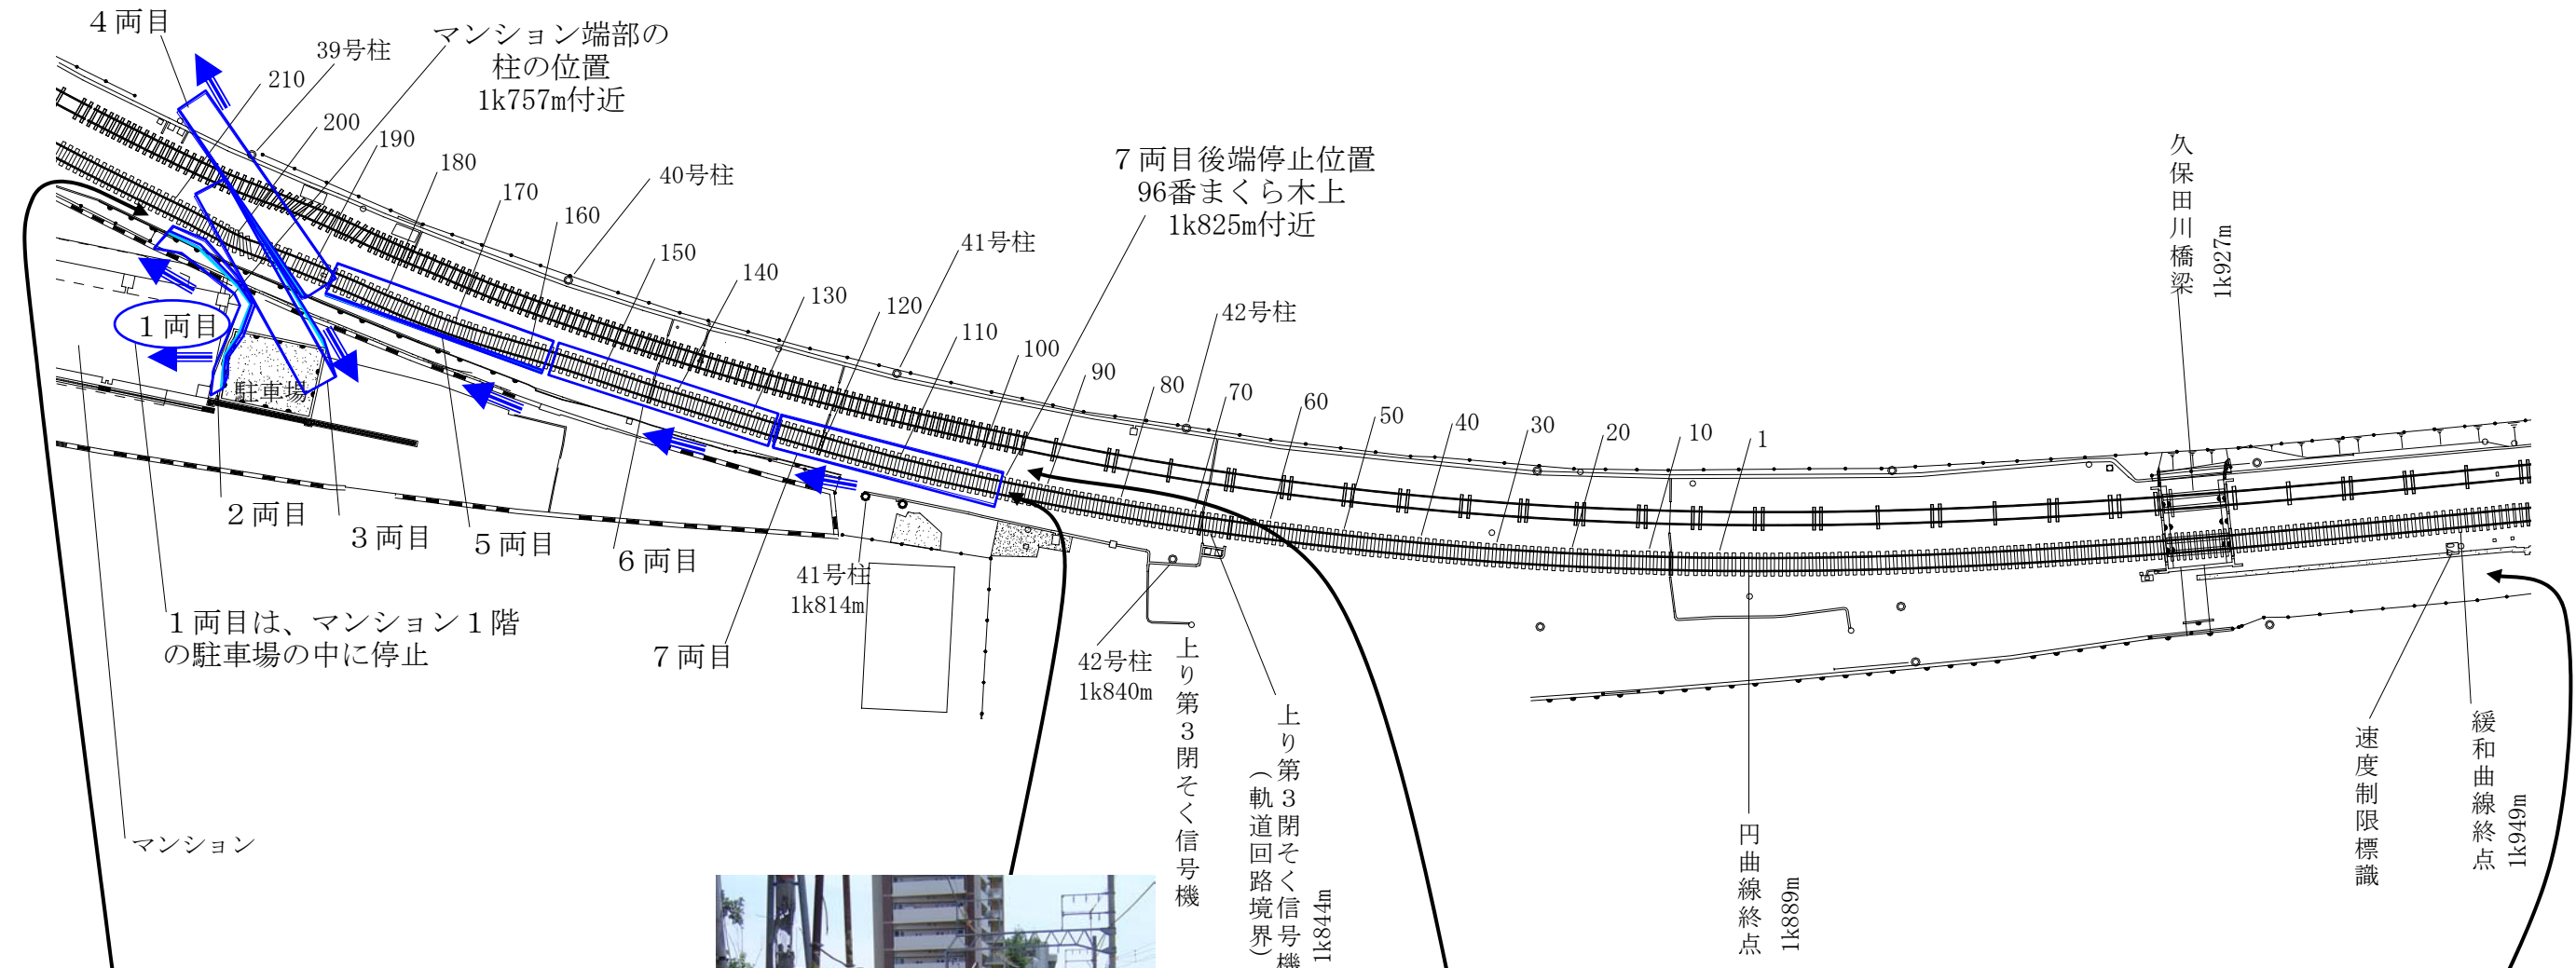 ４両目
39号柱
マンション端部の
柱の位置
1k757m付近
210
200
190
180
170
160
150
140
130
120
110
100
90
80
70
60
50
40
30
20
10
1
40号柱
41号柱
42号柱
７両目後端停止位置
96番まくら木上
1k825m付近
久保田川橋梁
1k927m
１両目
駐車場
２両目
３両目
５両目
６両目
７両目
１両目は、マンション１階
の駐車場の中に停止
マンション
41号柱
1k814m
42号柱
1k840m
上り第３閉そく信号機
上り第３閉そく信号機
（軌道回路境界）
1k844m
円曲線終点
1k889m
速度制限標識
緩和曲線終点
1k949m